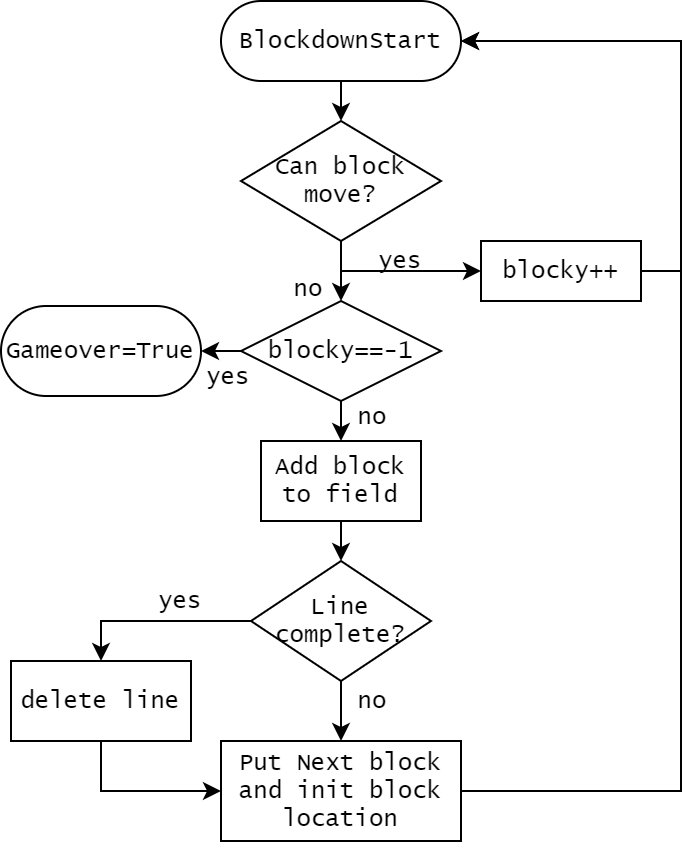 BlockdownStart
Can block
move?
yes
blocky++
no
Gameover=True
blocky==-1
yes
no
Add block
to field
yes
Line
complete?
delete line
no
Put Next block
and init block
location